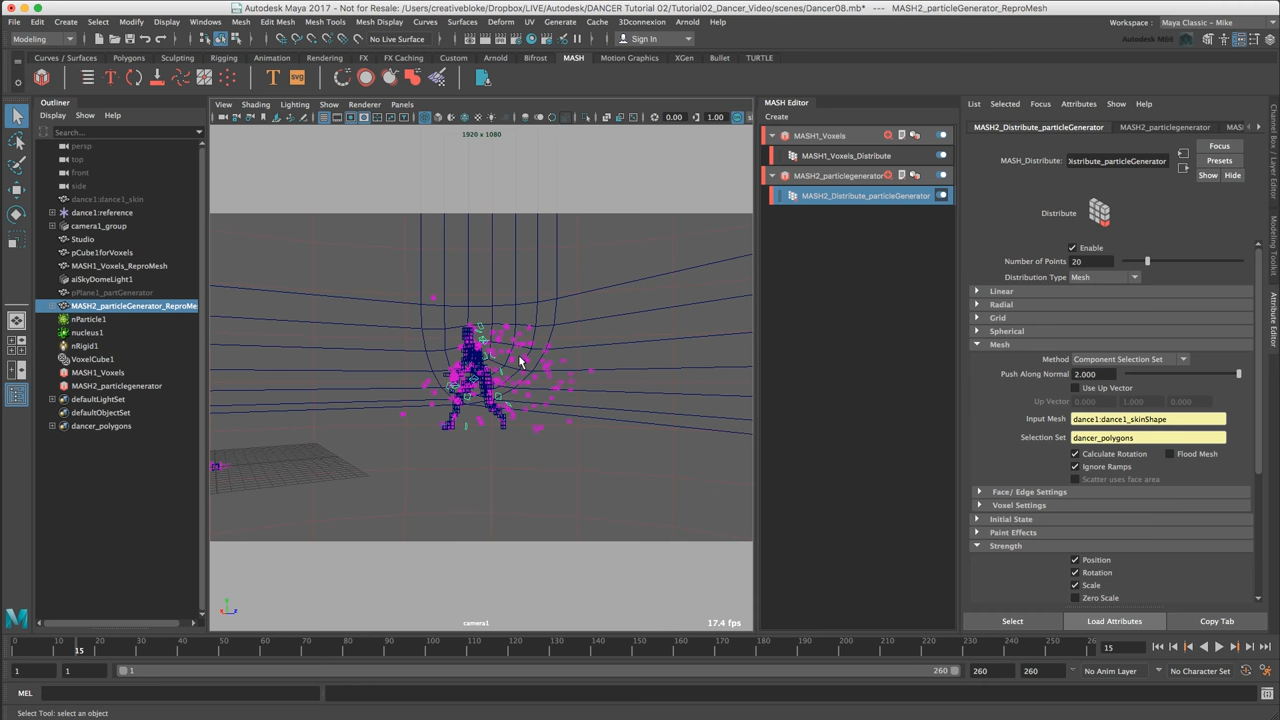 Autodesk Maya 2017 - Not for Resale: /Users/creativebloke/Dropbox/LIVE/DANCER Tutorial 02/Tutorial02_Dancer_Video/scenes/Dancer08.mb* --- MASH2_particleGenerator_ReproMesh
File Edit Create Select Modify Display Windows Mesh Edit Mesh Mesh Tools Mesh Display Curves Surfaces Deform UV Generate Cache 3Dconnection Arnold Help
Workspace : Maya Classic - Mike
Modeling No Live Surface Sign In
Curves / Surfaces Polygons Sculpting Rigging Animation Rendering FX FX Caching Custom Arnold Bifrost MASH Motion Graphics XGen Bullet TURTLE
Outliner
Display Show Help
Search...
persp
top
front
side
dance1:dance1_skin
dance1:reference
camera1_group
Studio
pCube1forVoxels
MASH1_Voxels_ReproMesh
aiSkyDomeLight1
pPlane1_partGenerator
MASH2_particleGenerator_ReproMe
nParticle1
nucleus1
nRigid1
VoxelCube1
MASH1_Voxels
MASH2_particlegenerator
defaultLightSet
defaultObjectSet
dancer_polygons
View Shading Lighting Show Renderer Panels
0.00 1.00
1920 x 1080
camera1
17.4 fps
MASH Editor
Create
MASH1_Voxels
MASH1_Voxels_Distribute
MASH2_particlegenerator
MASH2_Distribute_particleGenerator
List Selected Focus Attributes Show Help
MASH2_Distribute_particleGenerator MASH2_particlegenerator MASI
Focus
MASH_Distribute: Distribute_particleGenerator Presets
Show Hide
Distribute
Enable
Number of Points 20
Distribution Type Mesh
Linear
Radial
Grid
Spherical
Mesh
Method Component Selection Set
Push Along Normal 2.000
Use Up Vector
Up Vector 0.000 1.000 0.000
Input Mesh dance1:dance1_skinShape
Selection Set dancer_polygons
Calculate Rotation Flood Mesh
Ignore Ramps
Scatter uses face area
Face/ Edge Settings
Voxel Settings
Initial State
Paint Effects
Strength
Position
Rotation
Scale
Zero Scale
Select Load Attributes Copy Tab
Channel Box / Layer Editor
Modeling Toolkit
Attribute Editor
0 10 20 30 40 50 60 70 80 90 100 110 120 130 140 150 160 170 180 190 200 210 220 230 240 250 260
15
15
1 1 1 260 260 260 No Anim Layer No Character Set
MEL
Select Tool: select an object